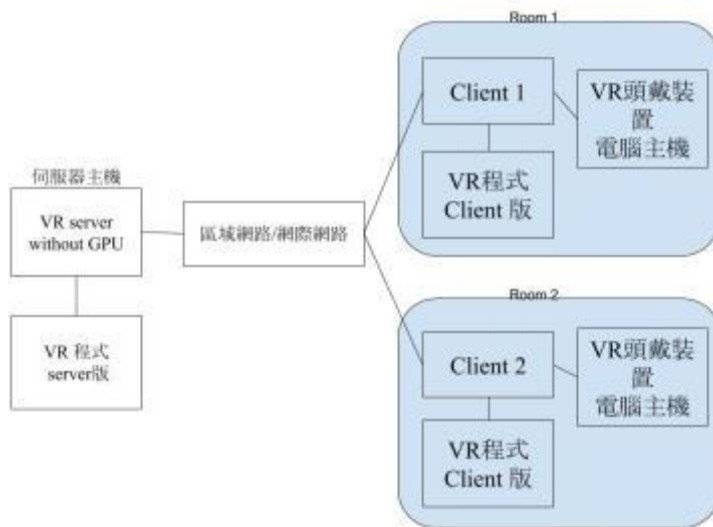 Room 1
Client 1
VR頭戴裝
置
電腦主機
VR程式
Client 版
伺服器主機
VR server
without GPU
區域網路/網際網路
VR 程式
server版
Room 2
Client 2
VR頭戴裝
置
電腦主機
VR程式
Client 版